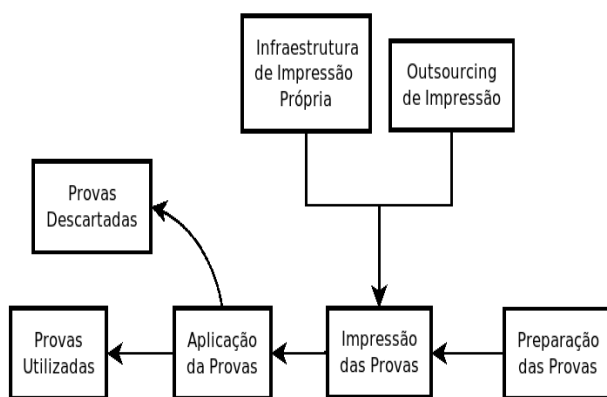 Infraestrutura
de Impressão
Própria
Outsourcing
de Impressão
Provas
Descartadas
Provas
Utilizadas
Aplicação
da Provas
Impressão
das Provas
Preparação
das Provas